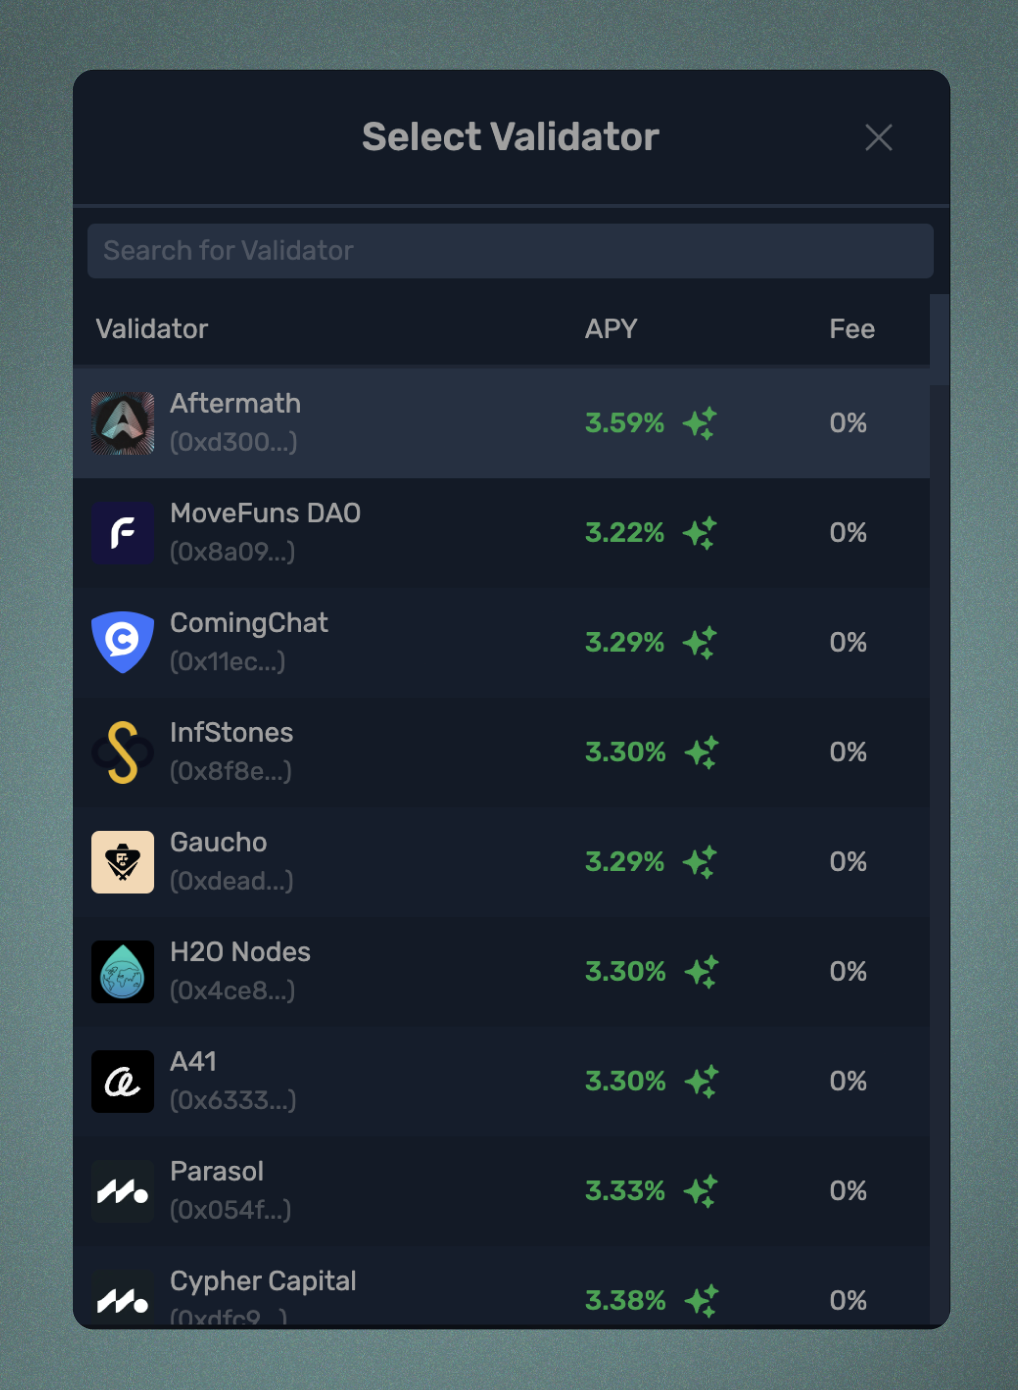 Select Validator
Search for Validator
Validator APY Fee
Aftermath
(0xd300...)
3.59% 0%
MoveFuns DAO
(0x8a09...)
3.22% 0%
ComingChat
(0x11ec...)
3.29% 0%
InfStones
(0x8f8e...)
3.30% 0%
Gaucho
(0xdead...)
3.29% 0%
H2O Nodes
(0x4ce8...)
3.30% 0%
A41
(0x6333...)
3.30% 0%
Parasol
(0x054f...)
3.33% 0%
Cypher Capital
(0xdfc9...)
3.38% 0%